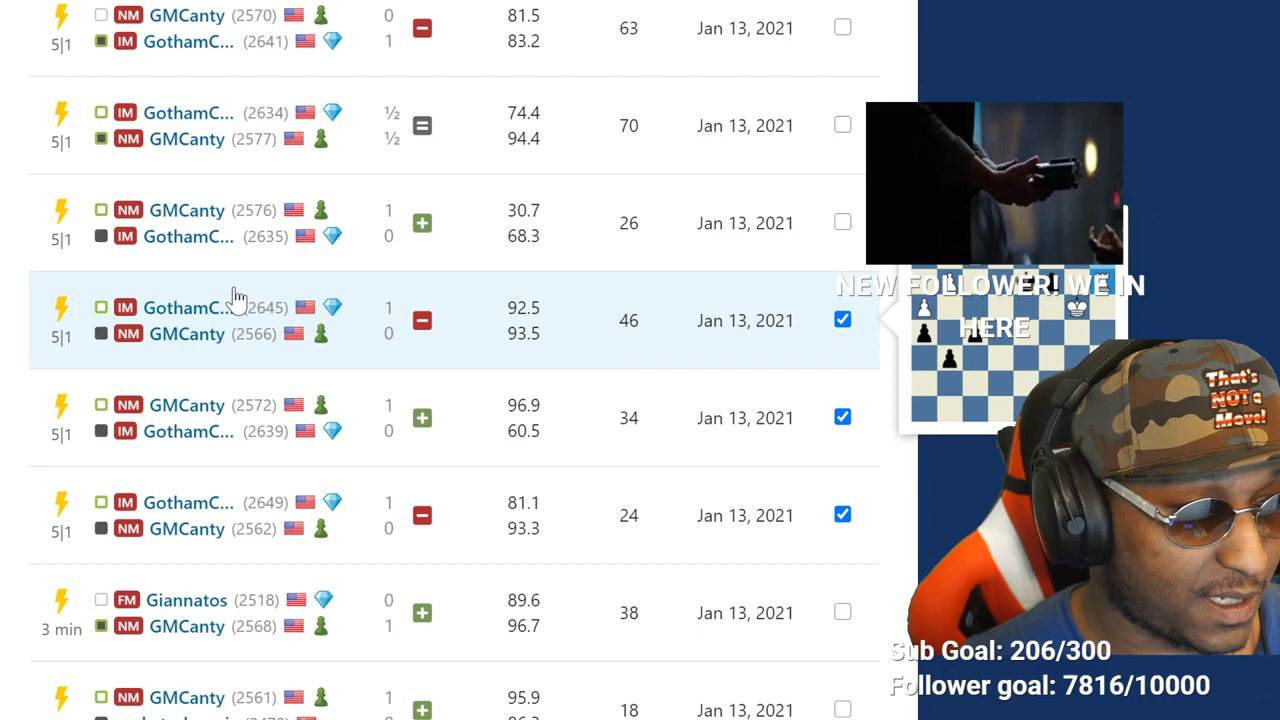 NM GMCanty (2570) 0 81.5
5|1 IM GothamC... (2641) 1 83.2 63 Jan 13, 2021
IM GothamC... (2634) ½ 74.4
5|1 NM GMCanty (2577) ½ 94.4 70 Jan 13, 2021
NM GMCanty (2576) 1 30.7
5|1 IM GothamC... (2635) 0 68.3 26 Jan 13, 2021
NEW FOLLOWER! WE IN
HERE
IM GothamC... 2645) 1 92.5
5|1 NM GMCanty (2566) 0 93.5 46 Jan 13, 2021
NM GMCanty (2572) 1 96.9
5|1 IM GothamC... (2639) 0 60.5 34 Jan 13, 2021
That's
NOT a
Move!
IM GothamC... (2649) 1 81.1
5|1 NM GMCanty (2562) 0 93.3 24 Jan 13, 2021
FM Giannatos (2518) 0 89.6
3 min NM GMCanty (2568) 1 96.7 38 Jan 13, 2021
Sub Goal: 206/300
Follower goal: 7816/10000
NM GMCanty (2561) 1 95.9
18 Jan 13, 2021